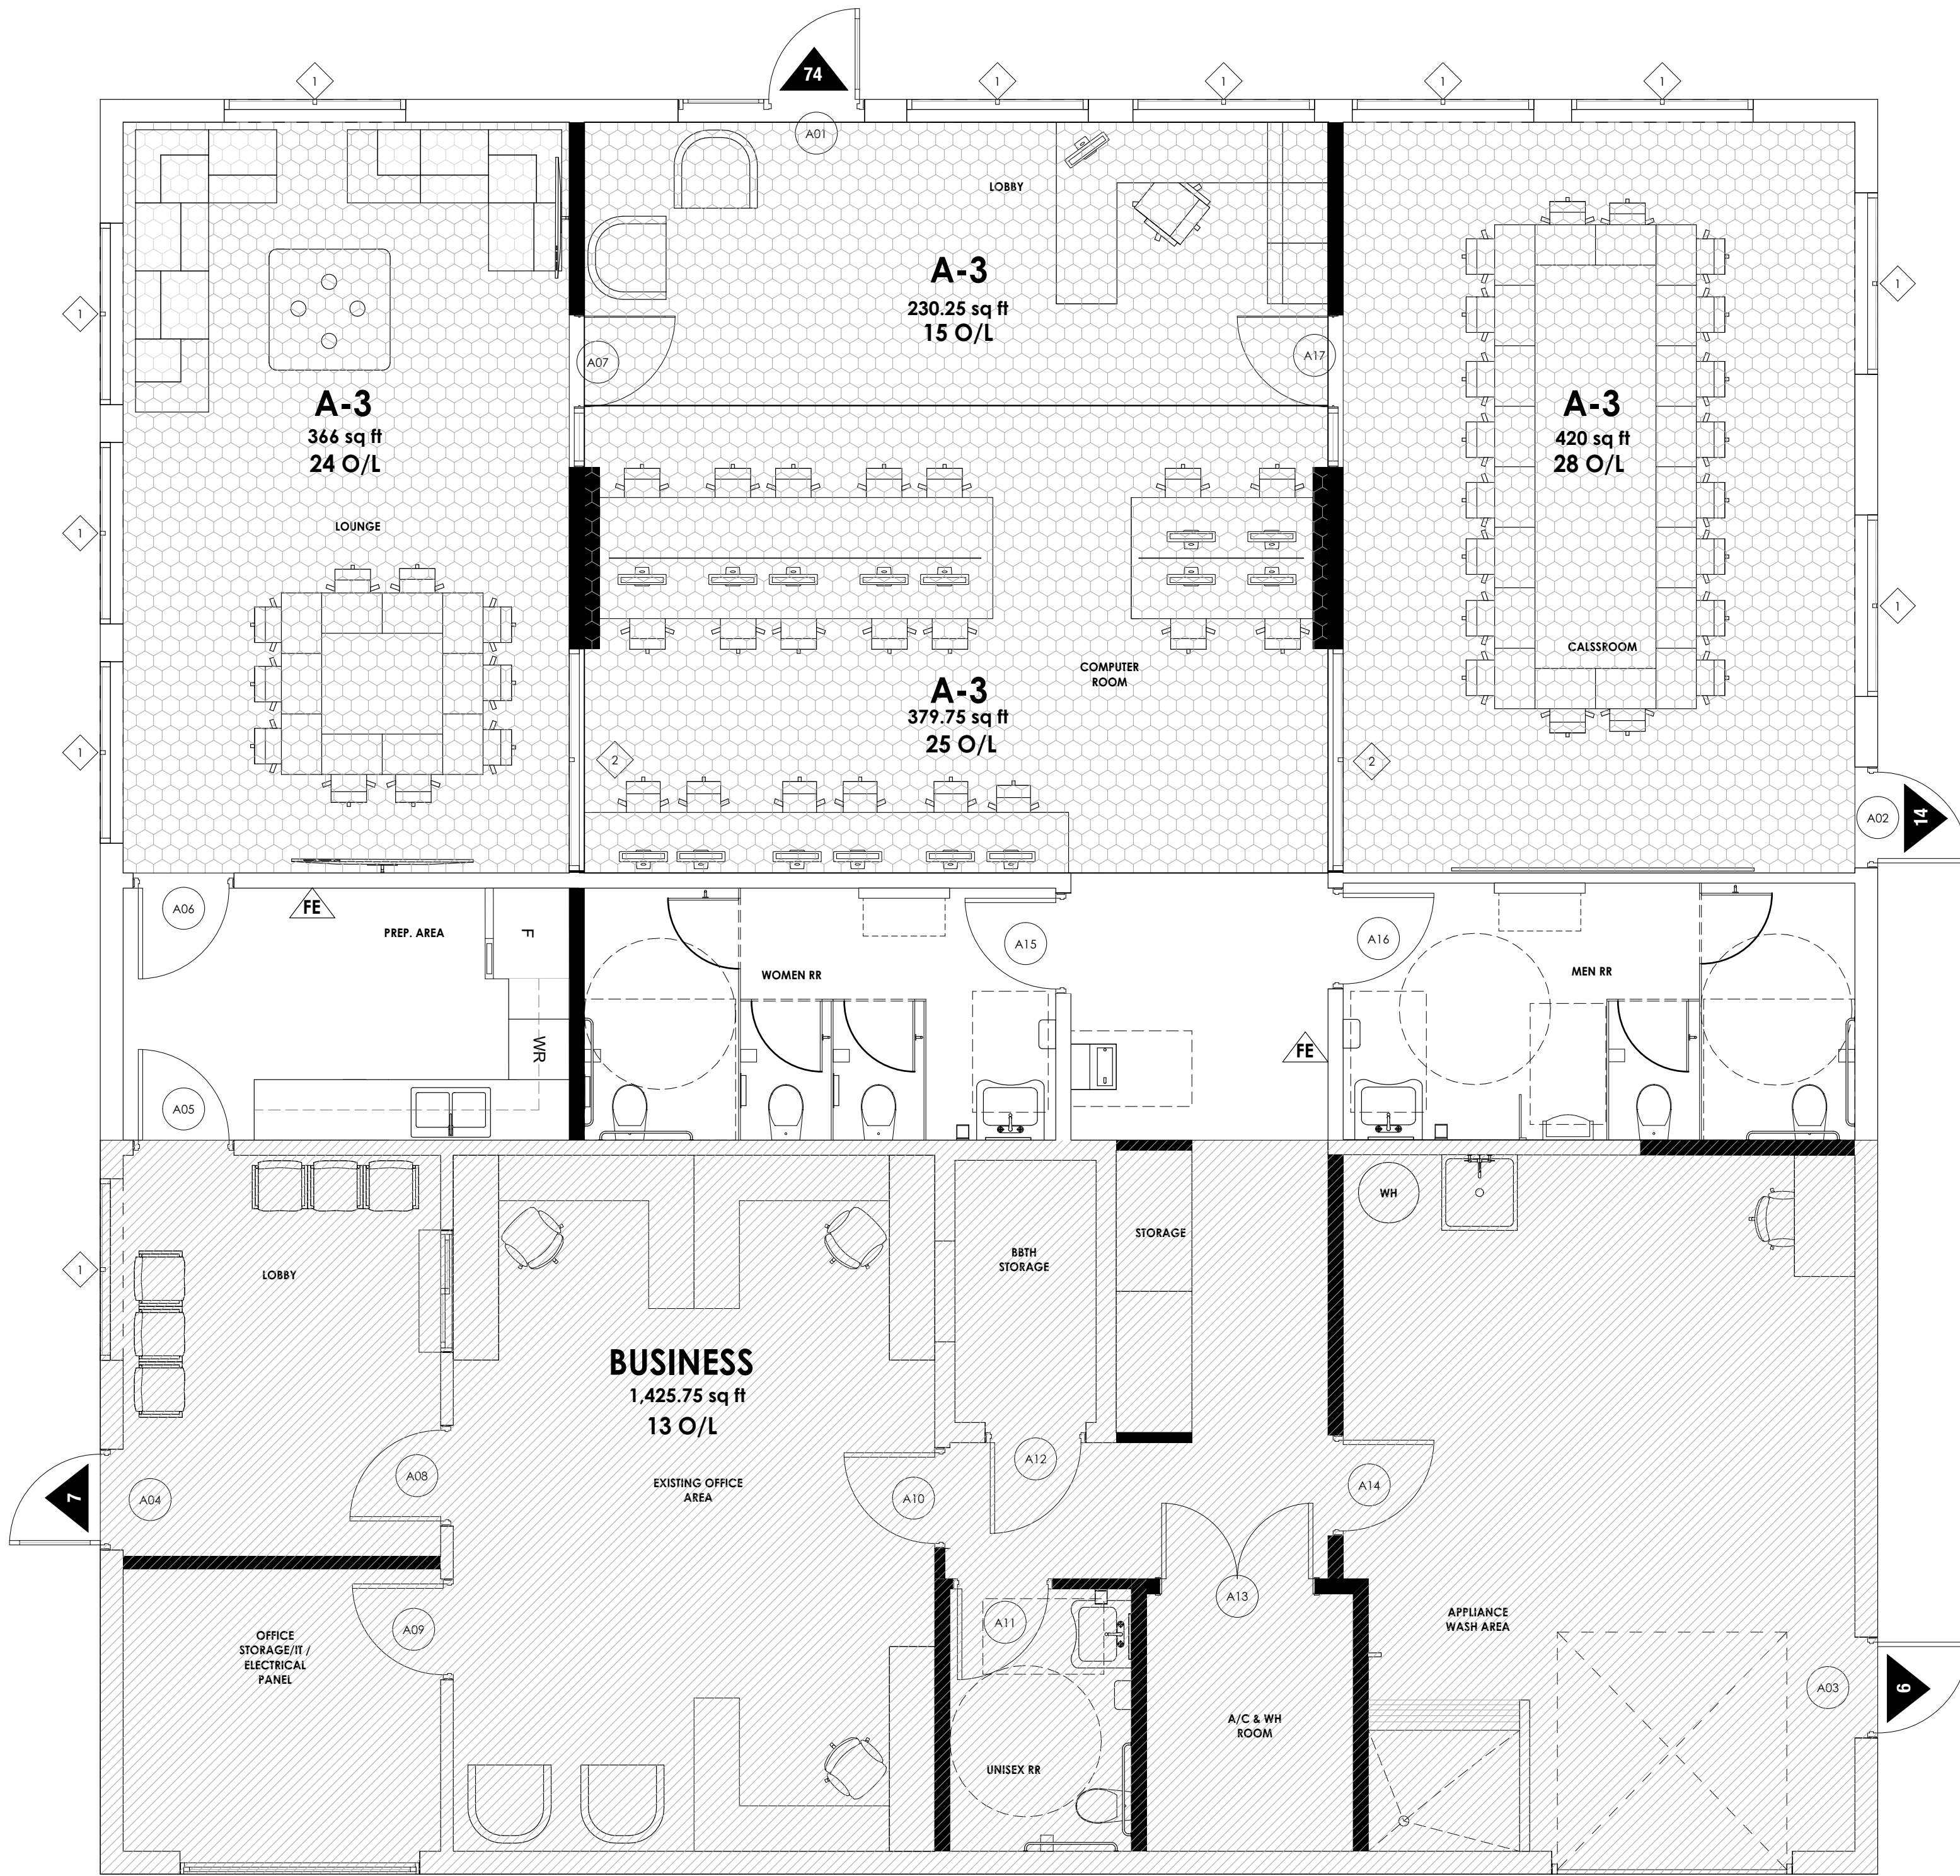 1
1
1
1
1
74
A01
LOBBY
A-3
230.25 sq ft
15 O/L
1
1
A07
A17
A-3
366 sq ft
24 O/L
A-3
420 sq ft
28 O/L
LOUNGE
1
1
CALSSROOM
COMPUTER
ROOM
A-3
379.75 sq ft
25 O/L
1
2
2
A02
14
A06
FE
PREP. AREA
F
WOMEN RR
A15
A16
MEN RR
WR
FE
A05
WH
STORAGE
BBTH
STORAGE
LOBBY
1
BUSINESS
1,425.75 sq ft
13 O/L
EXISTING OFFICE
AREA
A12
A08
A10
A14
7
A04
A13
A11
A09
APPLIANCE
WASH AREA
OFFICE
STORAGE/IT /
ELECTRICAL
PANEL
A03
6
A/C & WH
ROOM
UNISEX RR